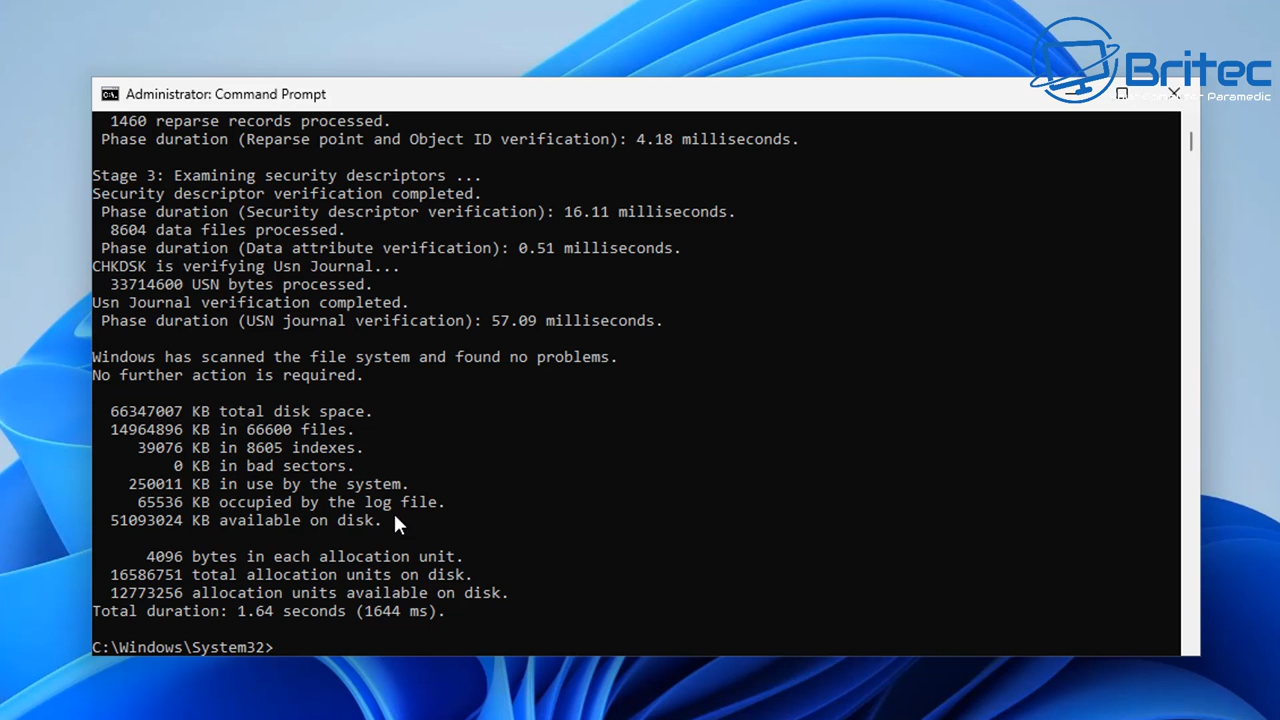 Britec
Administrator: Command Prompt
1460 reparse records processed.
Phase duration (Reparse point and Object ID verification): 4.18 milliseconds.
Stage 3: Examining security descriptors ...
Security descriptor verification completed.
Phase duration (Security descriptor verification): 16.11 milliseconds.
8604 data files processed.
Phase duration (Data attribute verification): 0.51 milliseconds.
CHKDSK is verifying Usn Journal...
33714600 USN bytes processed.
Usn Journal verification completed.
Phase duration (USN journal verification): 57.09 milliseconds.
Windows has scanned the file system and found no problems.
No further action is required.
66347007 KB total disk space.
14964896 KB in 66600 files.
39076 KB in 8605 indexes.
0 KB in bad sectors.
250011 KB in use by the system.
65536 KB occupied by the log file.
51093024 KB available on disk.
4096 bytes in each allocation unit.
16586751 total allocation units on disk.
12773256 allocation units available on disk.
Total duration: 1.64 seconds (1644 ms).
C:\Windows\System32>